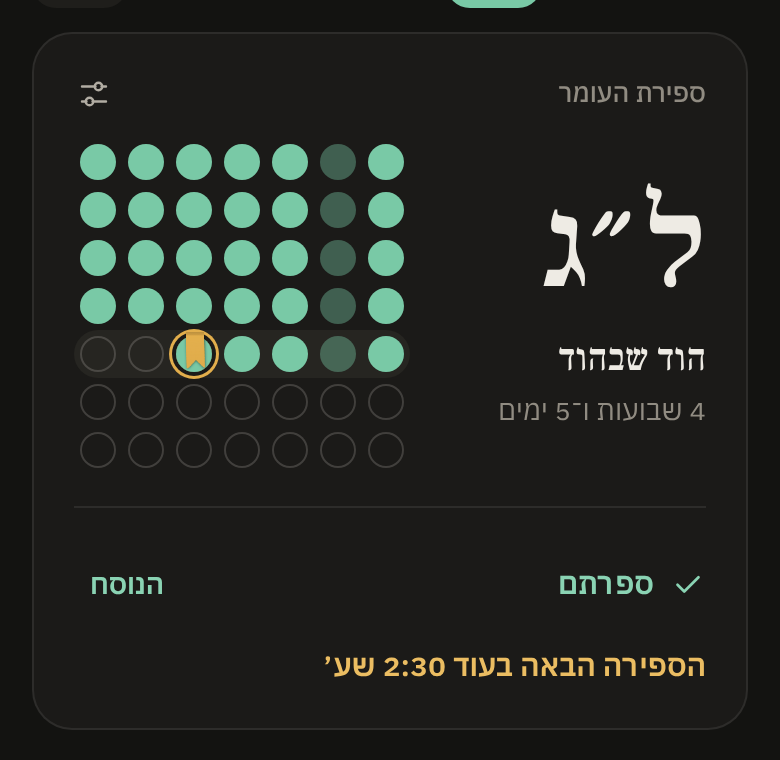 ספירת העומר
ל״ג
הוד שבהוד
4 שבועות ו־5 ימים
ספרתם
הנוסח
הספירה הבאה בעוד 2:30 שע׳